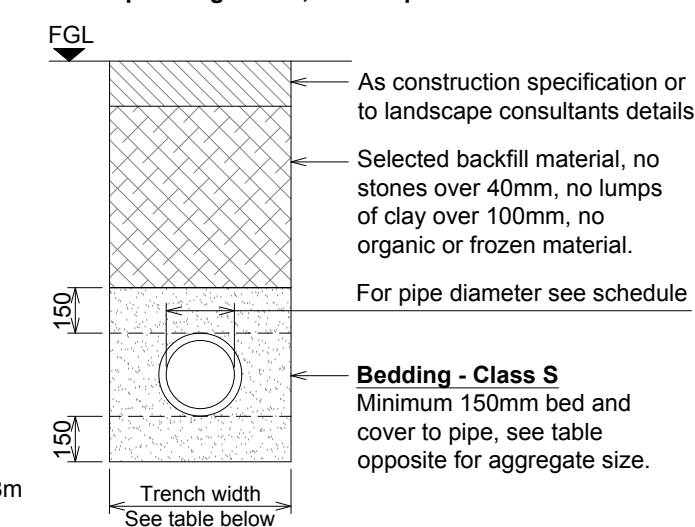 FGL
As construction specification or
to landscape consultants details
Selected backfill material, no
stones over 40mm, no lumps
of clay over 100mm, no
organic or frozen material.
For pipe diameter see schedule
150
Bedding - Class S
Minimum 150mm bed and
cover to pipe, see table
opposite for aggregate size.
150
Trench width
See table below